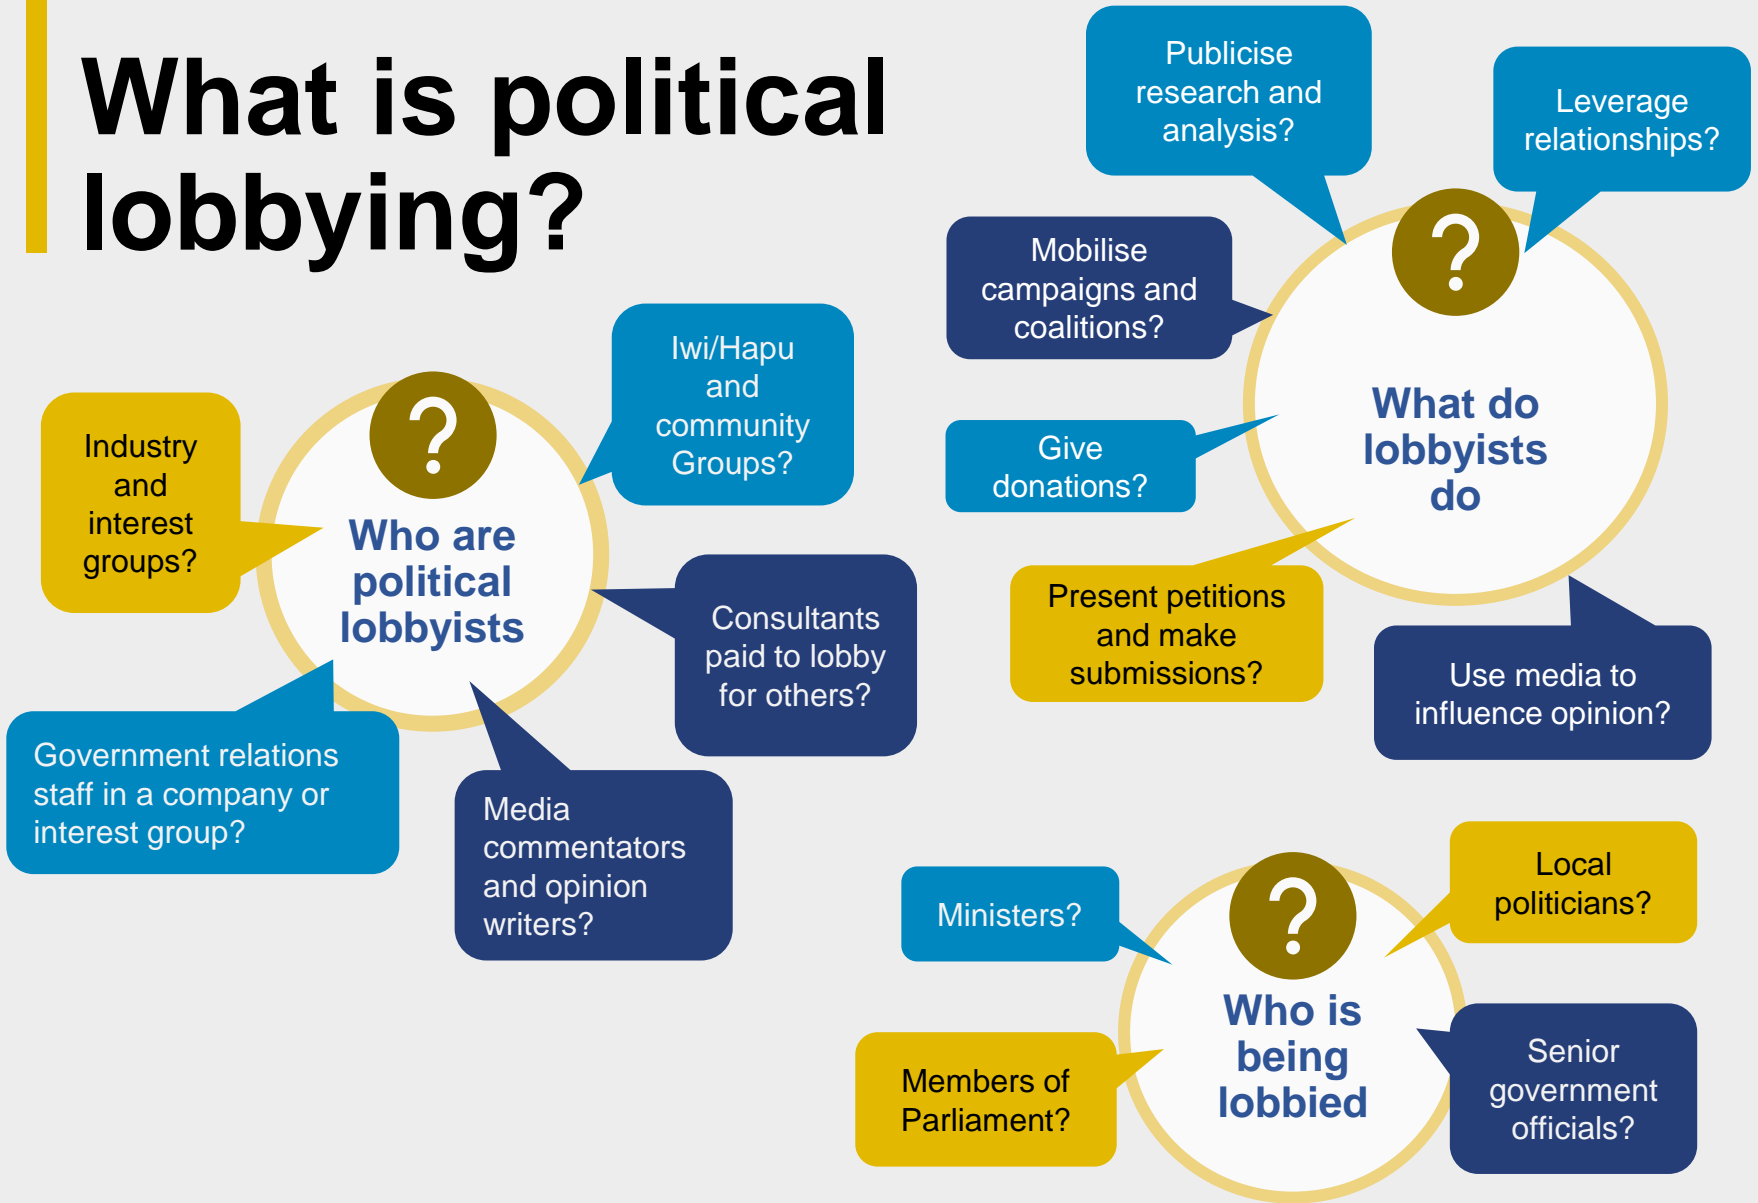 What is political
lobbying?
Industry
and
interest
groups?
Iwi/Hapu
and
community
Groups?
?
Who are
political
lobbyists
Consultants
paid to lobby
for others?
Government relations
staff in a company or
interest group?
Media
commentators
and opinion
writers?
Publicise
research and
analysis?
Leverage
relationships?
Mobilise
campaigns and
coalitions?
?
What do
lobbyists
do
Give
donations?
Present petitions
and make
submissions?
Use media to
influence opinion?
Ministers?
Local
politicians?
?
Who is
being
lobbied
Members of
Parliament?
Senior
government
officials?